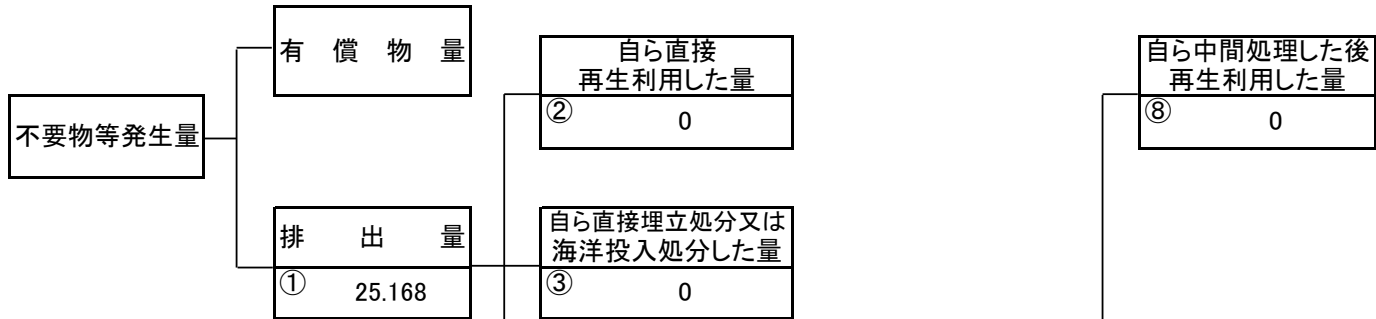 不要物等発生量
有償物量
排出量
① 25.168
自ら直接
再生利用した量
② 0
自ら直接埋立処分又は
海洋投入処分した量
③ 0
自ら中間処理した後
再生利用した量
⑧ 0